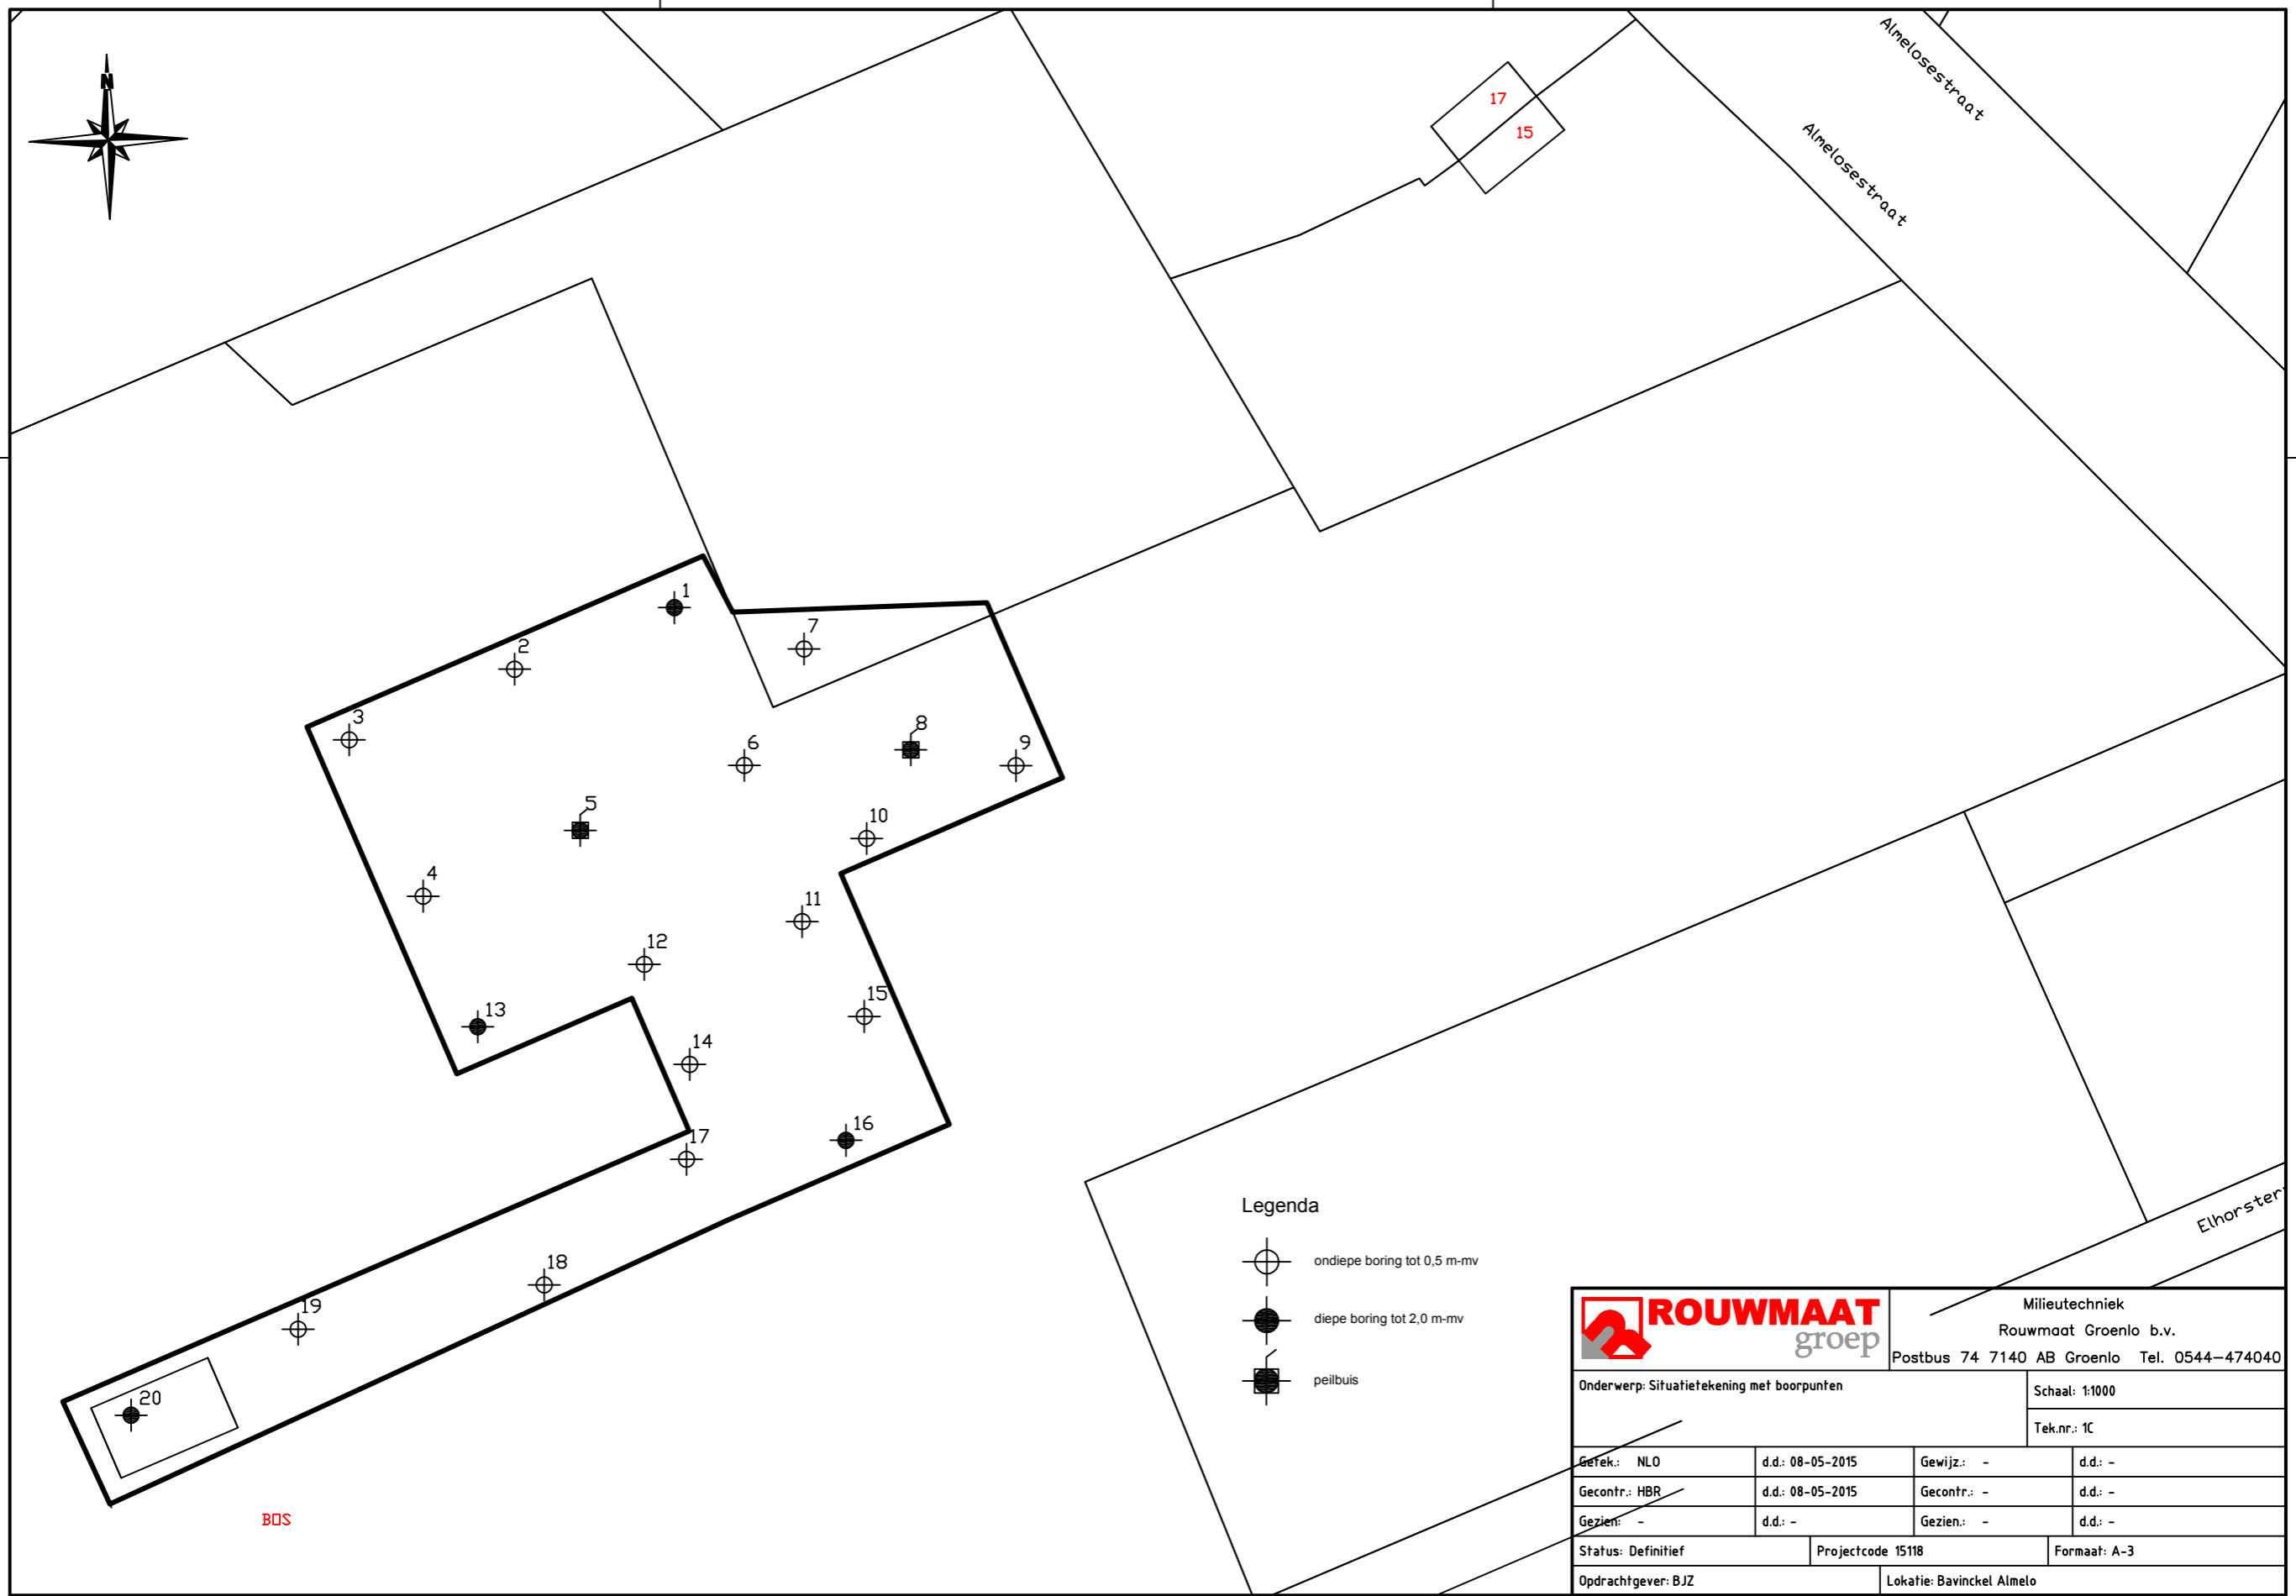 N
Almelosestraat
Almelosestraat
17
15
1
2
3
4
5
6
7
8
9
10
11
12
13
14
15
16
17
18
19
20
BOS
Elhorster
Legenda
ondiepe boring tot 0,5 m-mv
diepe boring tot 2,0 m-mv
peilbuis
ROUWMAAT
groep
Milieutechniek
Rouwmaat Groenlo b.v.
Postbus 74 7140 AB Groenlo Tel. 0544-474040
Onderwerp: Situatietekening met boorpunten
Schaal: 1:1000
Tek.nr.: 1C
Getek.: NLO d.d.: 08-05-2015 Gewijz.: - d.d.: -
Gecontr.: HBR d.d.: 08-05-2015 Gecontr.: - d.d.: -
Gezien: - d.d.: - Gezien.: - d.d.: -
Status: Definitief Projectcode 15118 Formaat: A-3
Opdrachtgever: BJZ Lokatie: Bavinckel Almelo